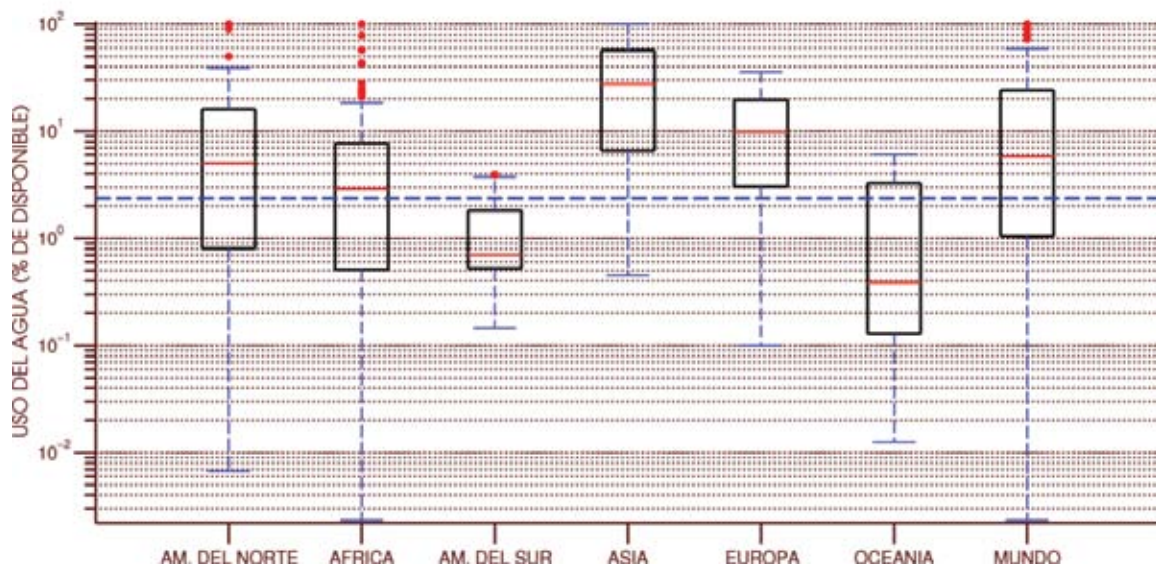 USO DEL AGUA (% DE DISPONIBLE)
10²
10¹
10⁰
10⁻¹
10⁻²
AM. DEL NORTE AFRICA AM. DEL SUR ASIA EUROPA OCEANIA MUNDO